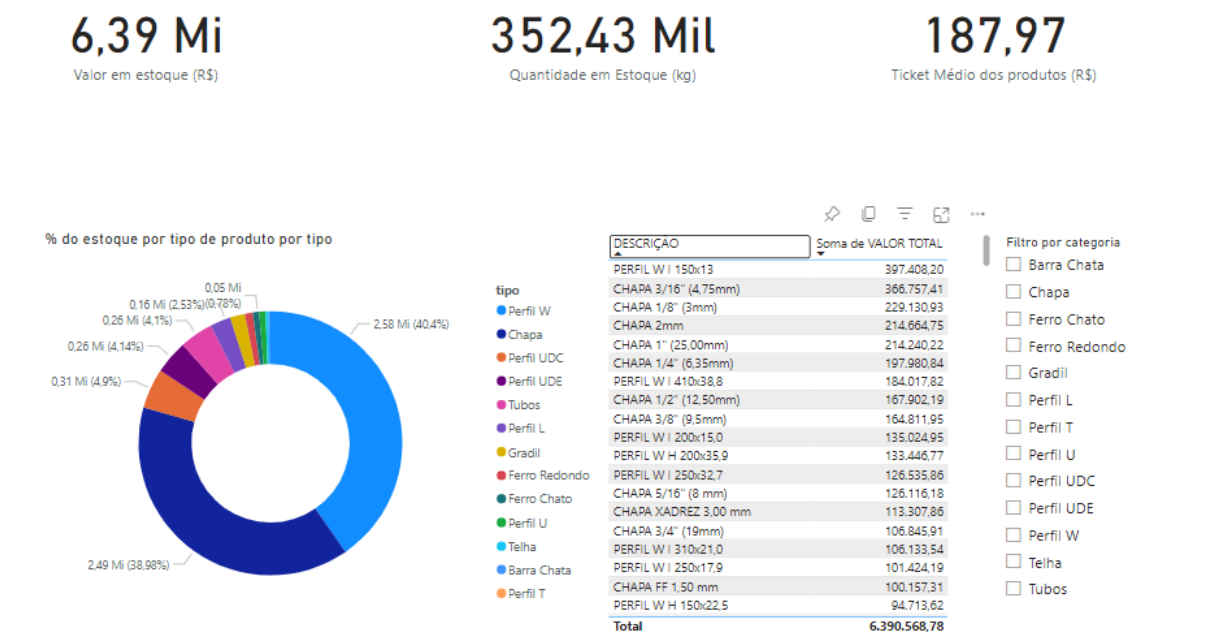 6,39 Mi
Valor em estoque (R$)
352,43 Mil
Quantidade em Estoque (kg)
187,97
Ticket Médio dos produtos (R$)
% do estoque por tipo de produto por tipo
0,05 Mi
(0,78%)
0,16 Mi (2,53%)
0,26 Mi (4,1%)
0,26 Mi (4,14%)
0,31 Mi (4,9%)
2,58 Mi (40,4%)
2,49 Mi (38,98%)
tipo
Perfil W
Chapa
Perfil UDC
Perfil UDE
Tubos
Perfil L
Gradil
Ferro Redondo
Ferro Chato
Perfil U
Telha
Barra Chata
Perfil T
DESCRIÇÃO Soma de VALOR TOTAL
PERFIL W I 150x13 397.408,20
CHAPA 3/16" (4,75mm) 366.757,41
CHAPA 1/8" (3mm) 229.130,93
CHAPA 2mm 214.664,75
CHAPA 1" (25,00mm) 214.240,22
CHAPA 1/4" (6,35mm) 197.980,84
PERFIL W I 410x38,8 184.017,82
CHAPA 1/2" (12,50mm) 167.902,19
CHAPA 3/8" (9,5mm) 164.811,95
PERFIL W I 200x15,0 135.024,95
PERFIL W H 200x35,9 133.446,77
PERFIL W I 250x32,7 126.535,86
CHAPA 5/16" (8 mm) 126.116,18
CHAPA XADREZ 3,00 mm 113.307,86
CHAPA 3/4" (19mm) 106.845,91
PERFIL W I 310x21,0 106.133,54
PERFIL W I 250x17,9 101.424,19
CHAPA FF 1,50 mm 100.157,31
PERFIL W H 150x22,5 94.713,62
Total 6.390.568,78
Filtro por categoria
Barra Chata
Chapa
Ferro Chato
Ferro Redondo
Gradil
Perfil L
Perfil T
Perfil U
Perfil UDC
Perfil UDE
Perfil W
Telha
Tubos